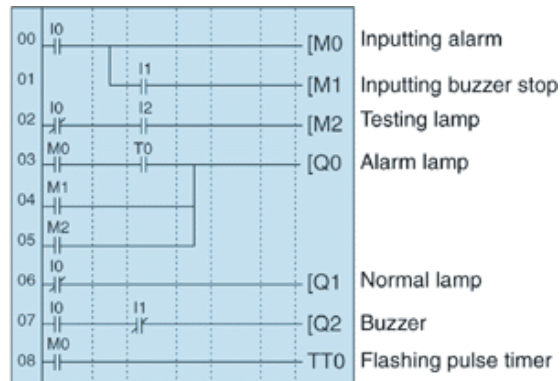 I0
00 [M0 Inputting alarm
I1
01 [M1 Inputting buzzer stop
I0 I2
02 [M2 Testing lamp
M0 T0
03 [Q0 Alarm lamp
M1
04
M2
05
I0
06 [Q1 Normal lamp
I0 I1
07 [Q2 Buzzer
M0
08 TT0 Flashing pulse timer